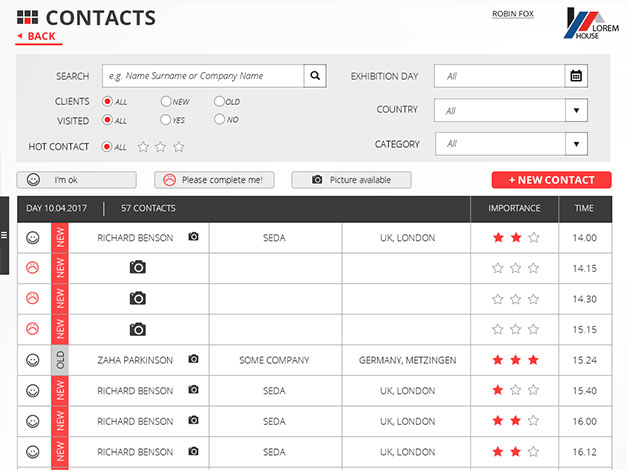 CONTACTS
ROBIN FOX
LOREM
HOUSE
BACK
SEARCH e.g. Name Surname or Company Name EXHIBITION DAY All
CLIENTS ALL NEW OLD
VISITED ALL YES NO
COUNTRY All
HOT CONTACT ALL
CATEGORY All
I'm ok Please complete me! Picture available + NEW CONTACT
DAY 10.04.2017 57 CONTACTS IMPORTANCE TIME
NEW RICHARD BENSON SEDA UK, LONDON 14.00
NEW 14.15
NEW 14.30
NEW 15.15
OLD ZAHA PARKINSON SOME COMPANY GERMANY, METZINGEN 15.24
NEW RICHARD BENSON SEDA UK, LONDON 15.40
NEW RICHARD BENSON SEDA UK, LONDON 16.00
NEW RICHARD BENSON SEDA UK, LONDON 16.12